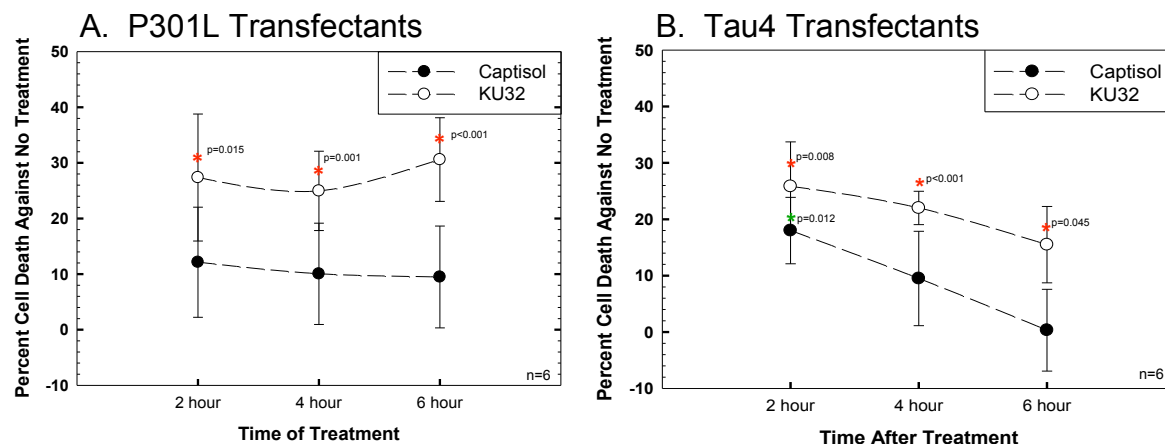 A. P301L Transfectants
Percent Cell Death Against No Treatment
50
40
30
20
10
0
-10
Captisol
KU32
* p=0.015
* p=0.001
* p<0.001
n=6
2 hour
4 hour
6 hour
Time of Treatment
B. Tau4 Transfectants
Percent Cell Death Against No Treatment
50
40
30
20
10
0
-10
Captisol
KU32
* p=0.008
* p=0.012
* p<0.001
* p=0.045
n=6
2 hour
4 hour
6 hour
Time After Treatment